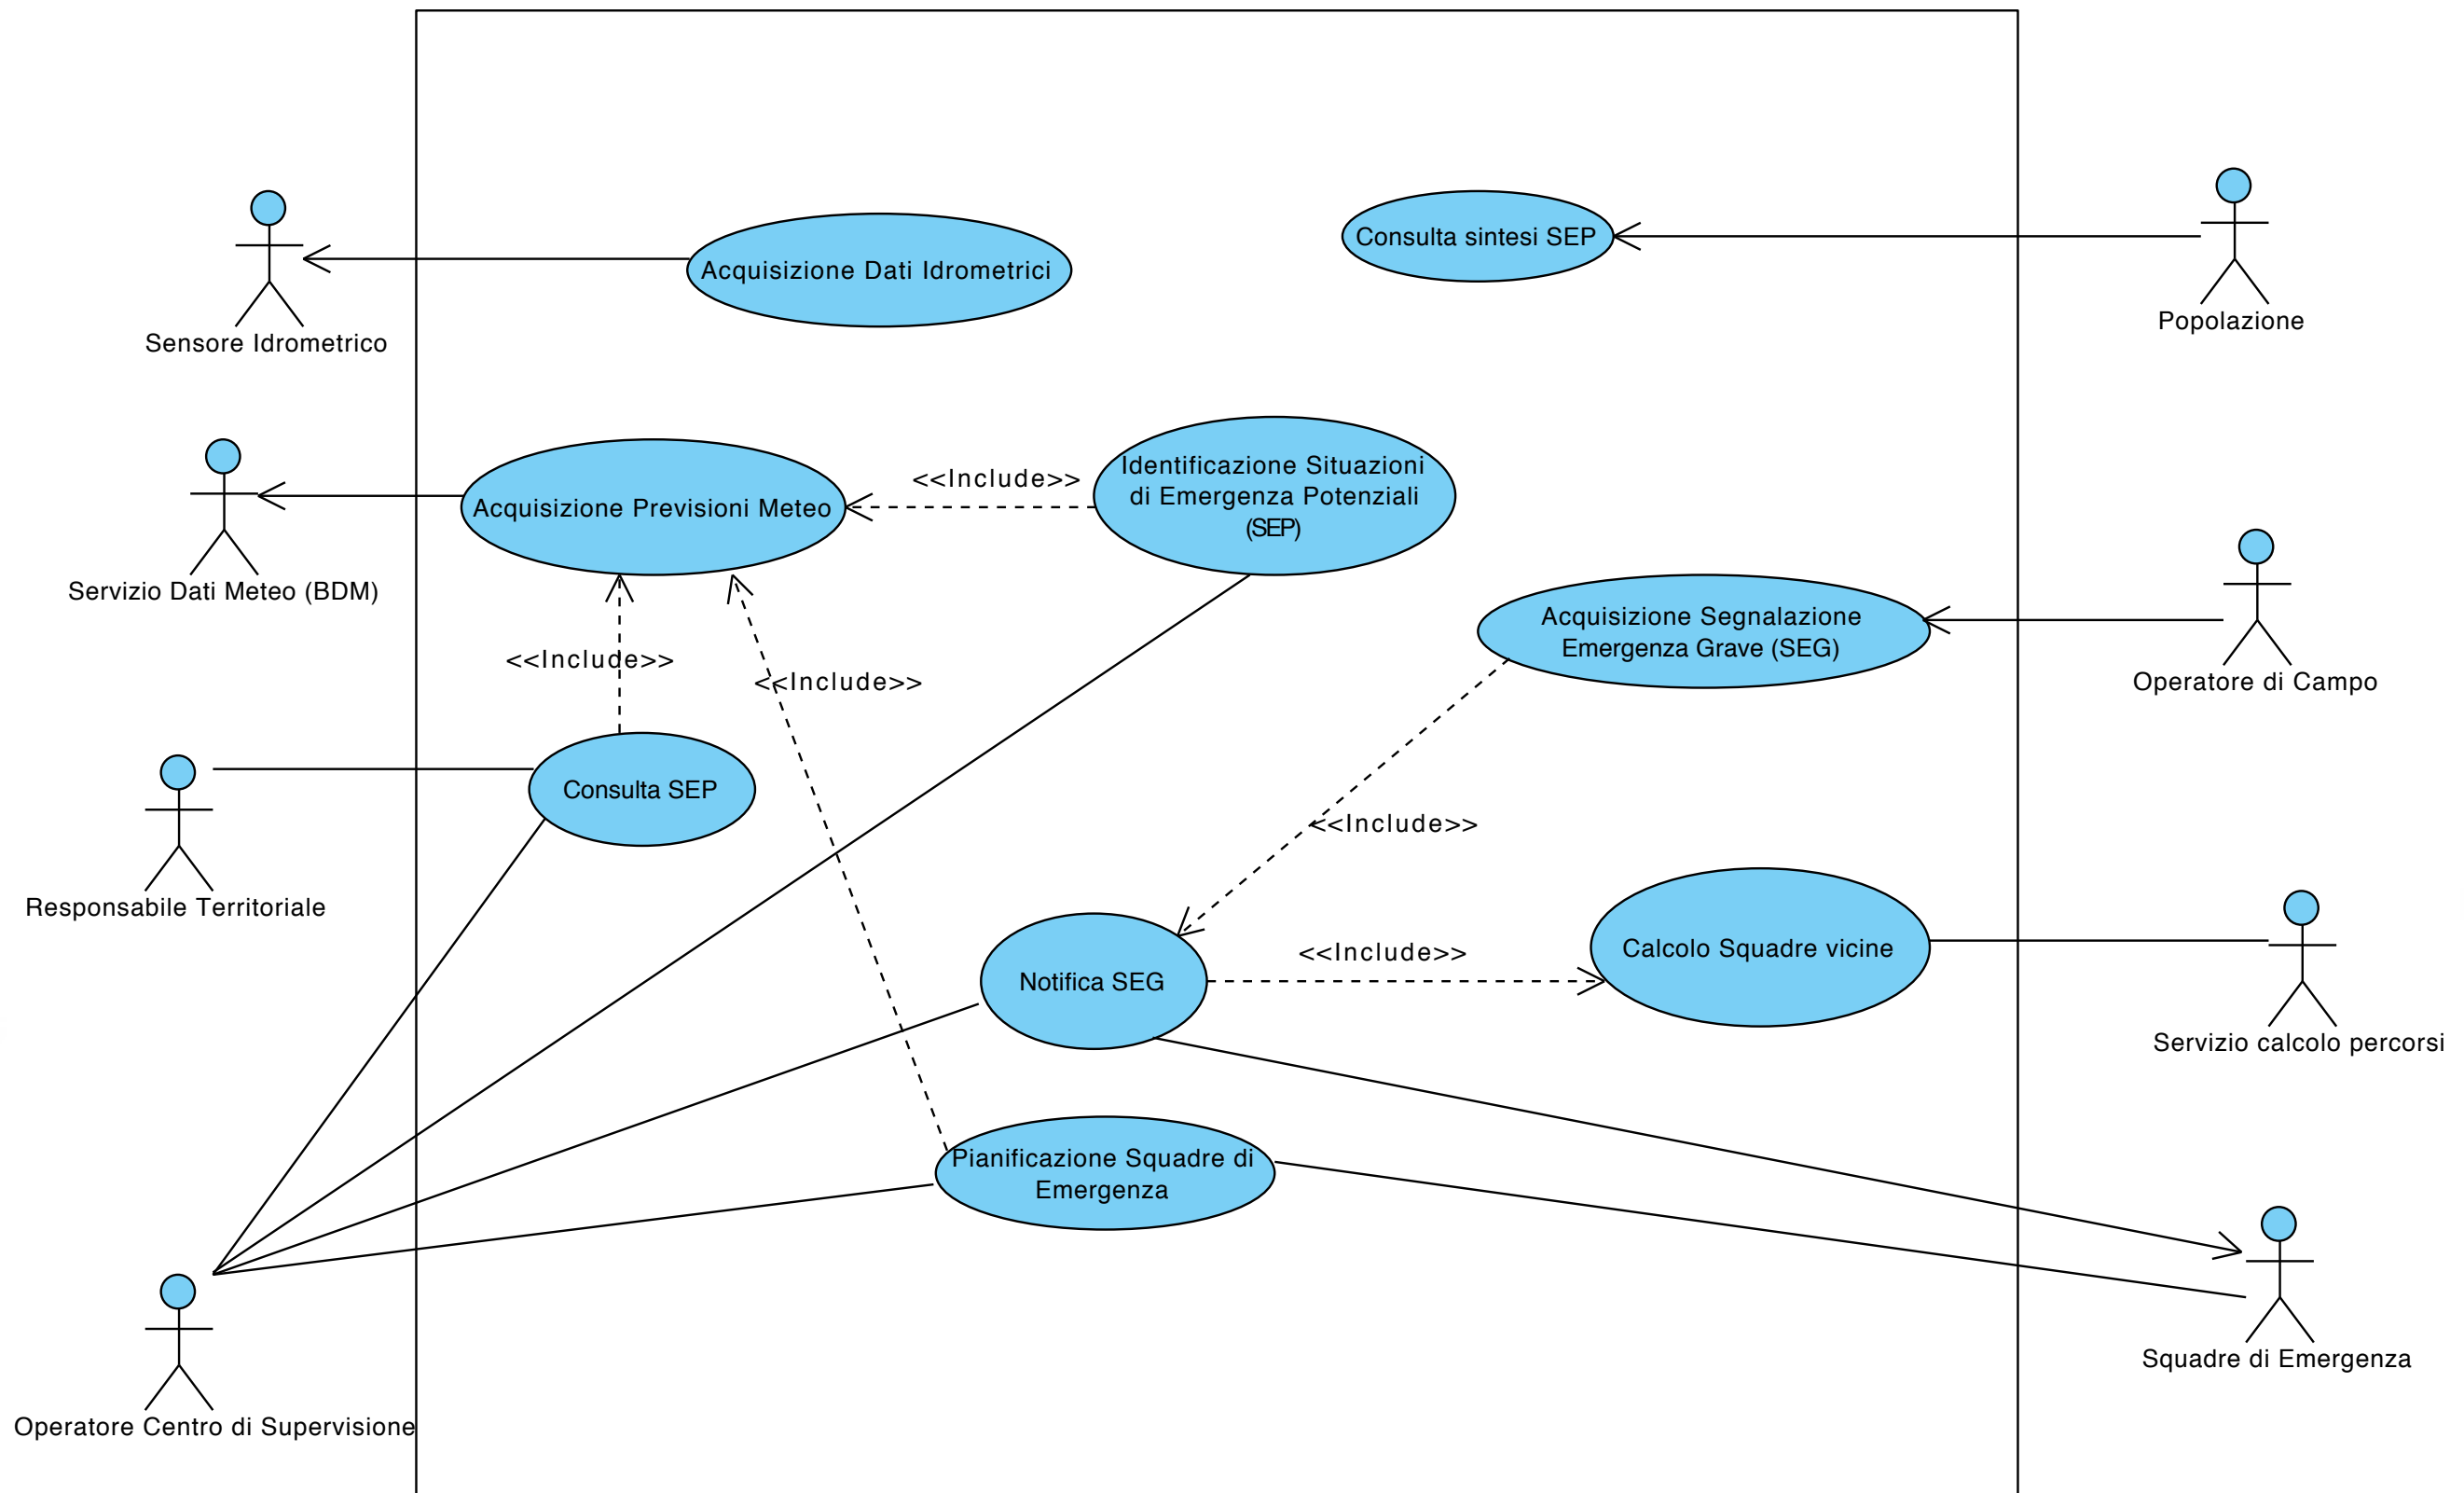 Sensore Idrometrico
Acquisizione Dati Idrometrici
Consulta sintesi SEP
Popolazione
Servizio Dati Meteo (BDM)
Acquisizione Previsioni Meteo
<<Include>>
Identificazione Situazioni
di Emergenza Potenziali
(SEP)
Acquisizione Segnalazione
Emergenza Grave (SEG)
Operatore di Campo
<<Include>>
<<Include>>
Responsabile Territoriale
Consulta SEP
<<Include>>
Notifica SEG
<<Include>>
Calcolo Squadre vicine
Servizio calcolo percorsi
Pianificazione Squadre di
Emergenza
Squadre di Emergenza
Operatore Centro di Supervisione